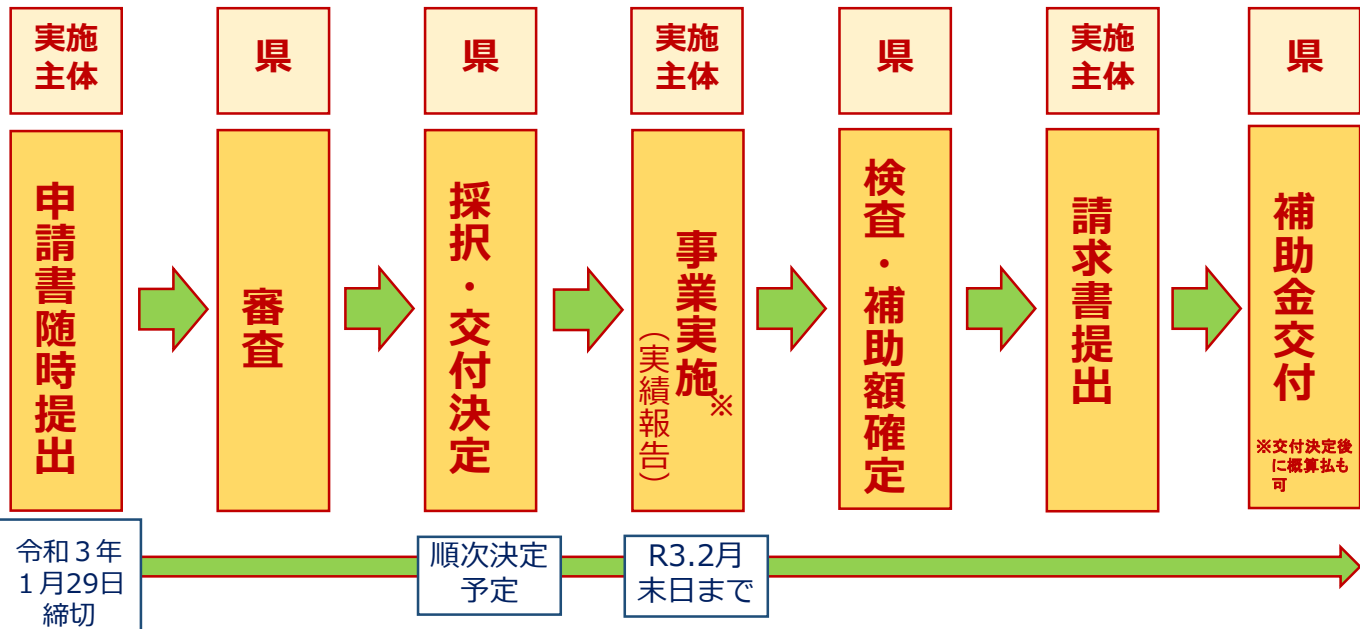 実施
主体
県
県
実施
主体
県
実施
主体
県
申請書随時提出
審査
採択・交付決定
事業実施※
（実績報告）
検査・補助額確定
請求書提出
補助金交付
※交付決定後
に概算払も
可
令和３年
１月29日
締切
順次決定
予定
R3.2月
末日まで